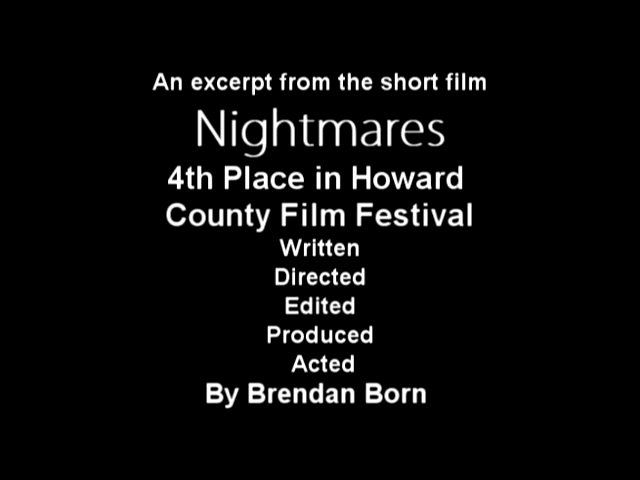 An excerpt from the short film
Nightmares
4th Place in Howard
County Film Festival
Written
Directed
Edited
Produced
Acted
By Brendan Born